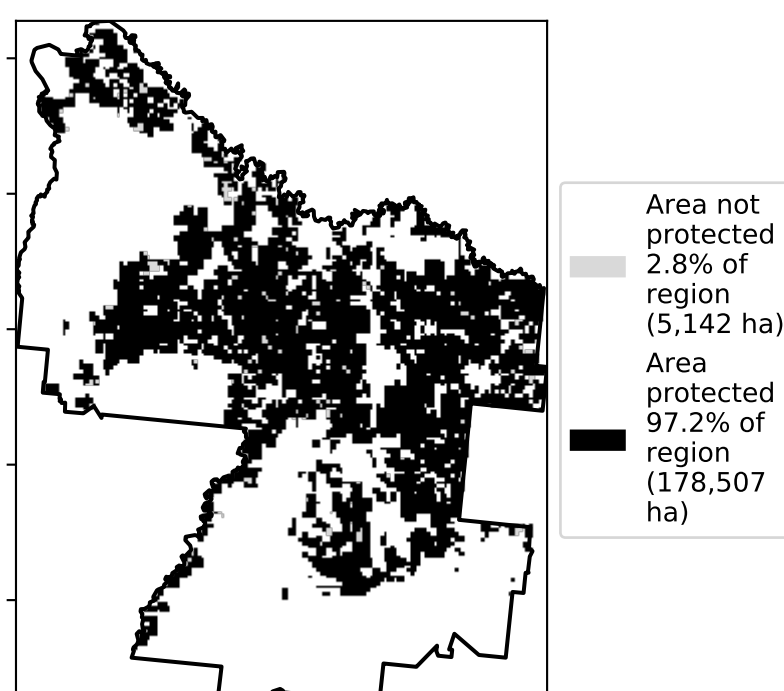 Area not
protected
2.8% of
region
(5,142 ha)
Area
protected
97.2% of
region
(178,507
ha)